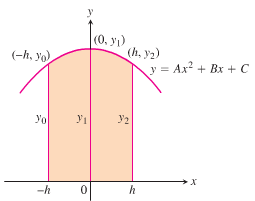 y
(0, y₁)
(–h, y₀)
(h, y₂)
y = Ax² + Bx + C
y₀
y₁
y₂
x
–h
0
h